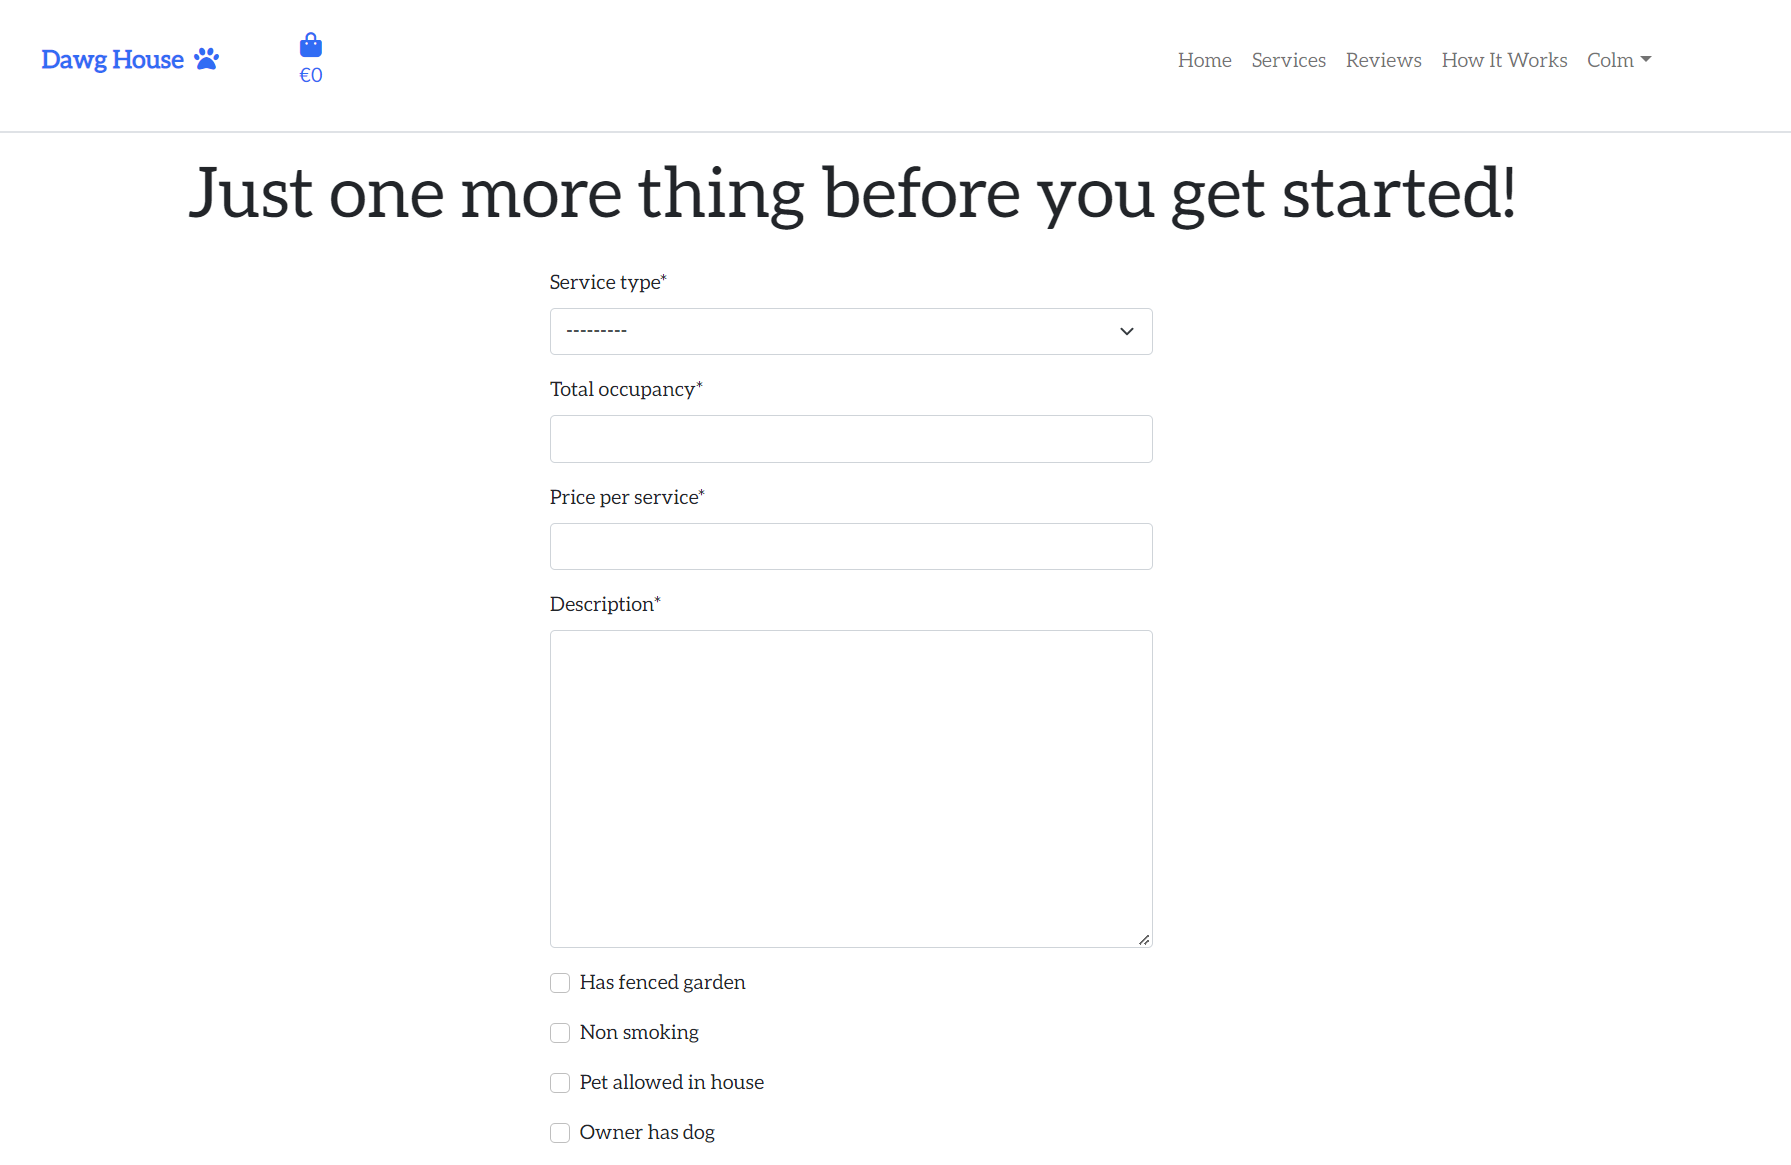 Dawg House
€0
Home Services Reviews How It Works Colm
Just one more thing before you get started!
Service type*
---------
Total occupancy*
Price per service*
Description*
Has fenced garden
Non smoking
Pet allowed in house
Owner has dog